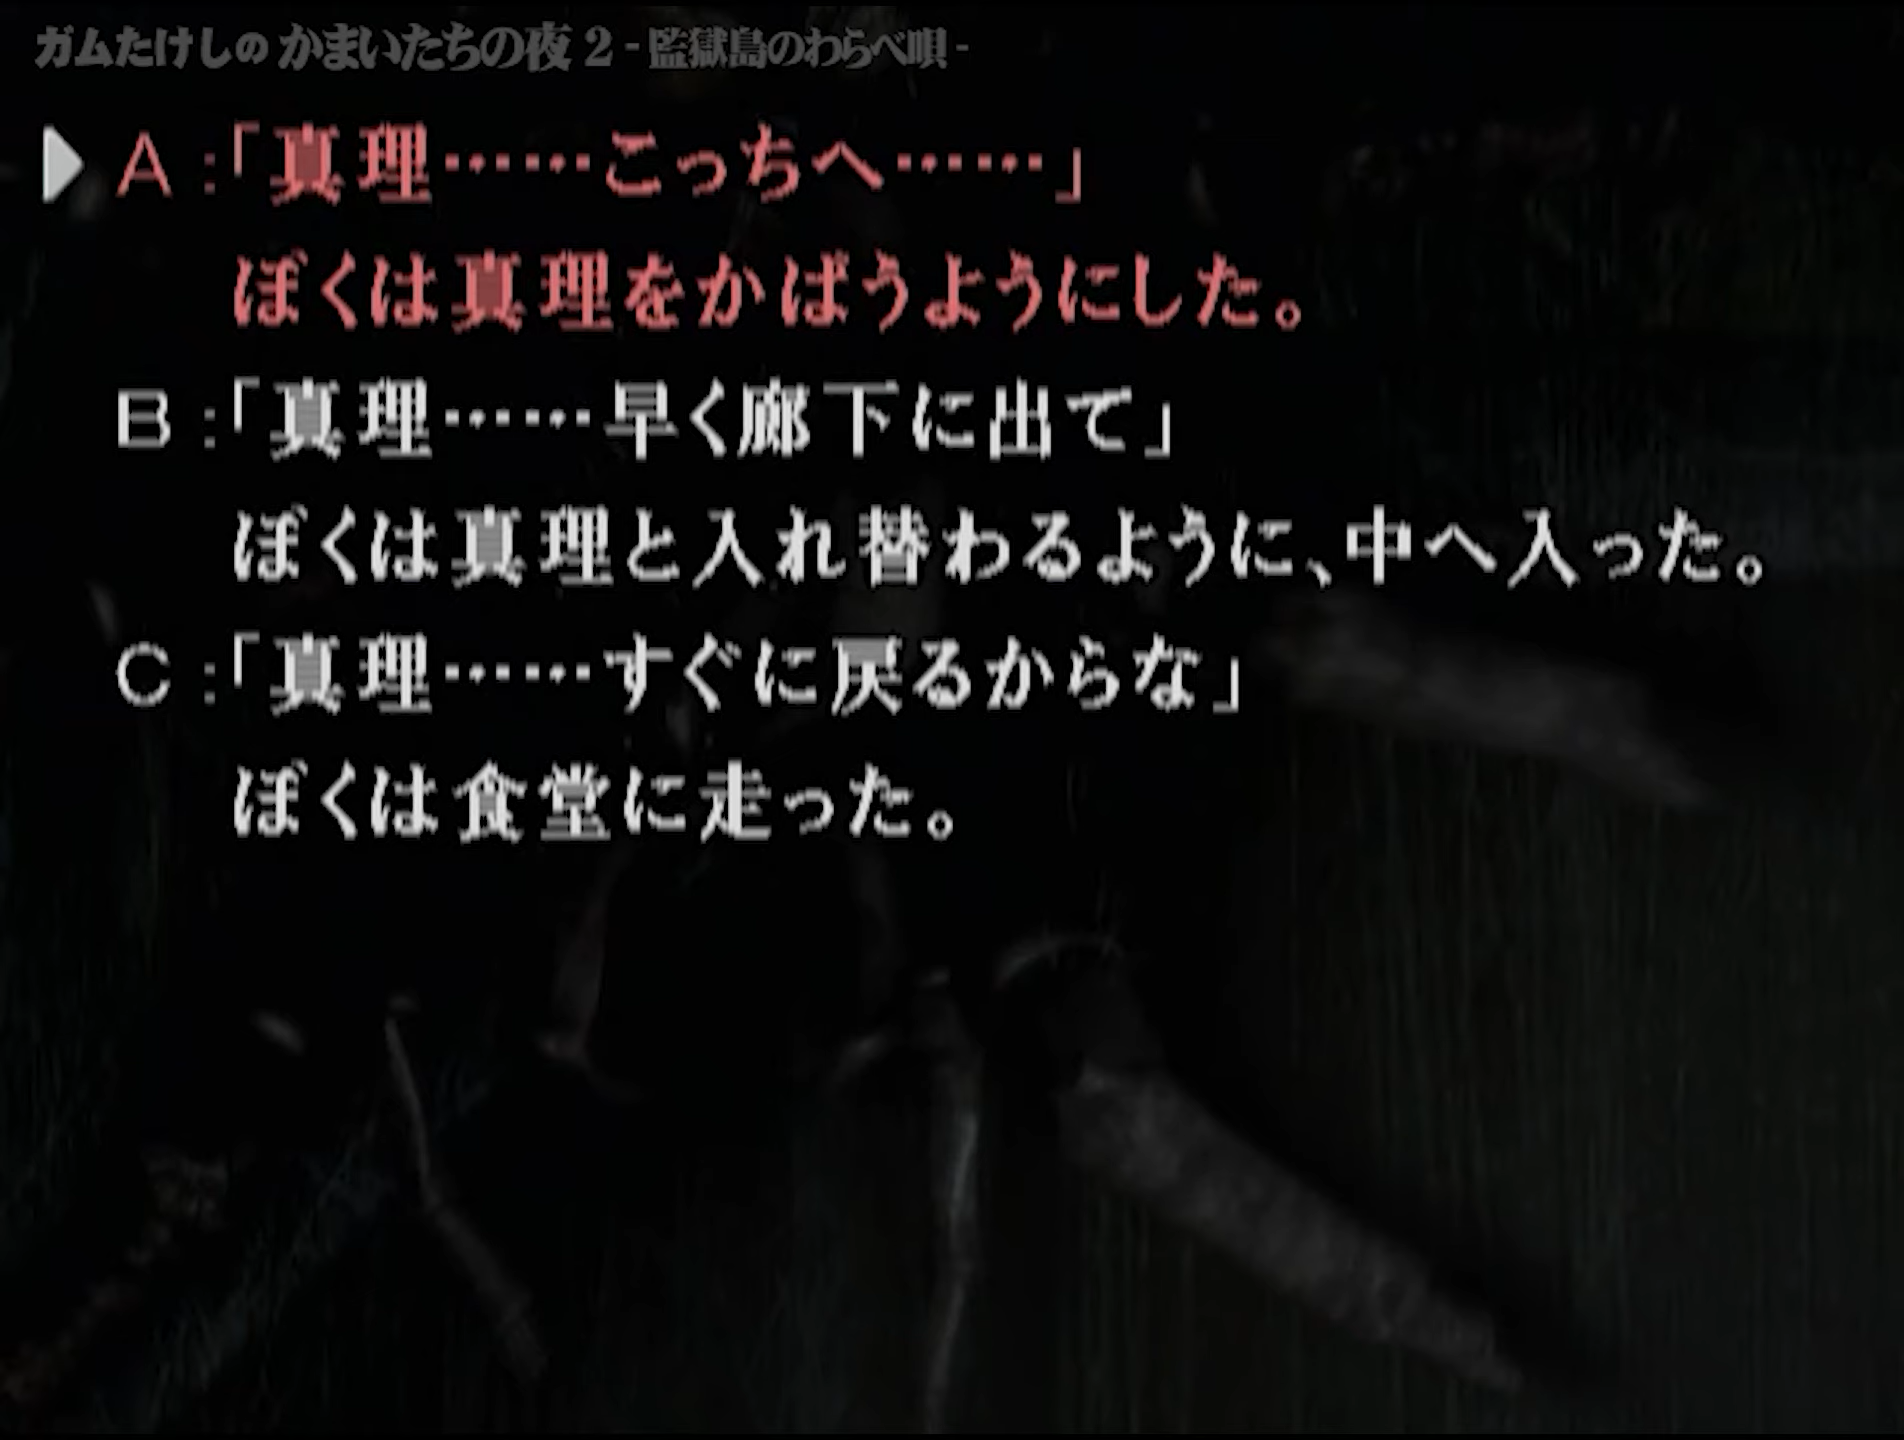 ガムたけしの かまいたちの夜２ - 監獄島のわらべ唄 -
A：「真理……こっちへ……」
ぼくは真理をかばうようにした。
B：「真理……早く廊下に出て」
ぼくは真理と入れ替わるように、中へ入った。
C：「真理……すぐに戻るからな」
ぼくは食堂に走った。